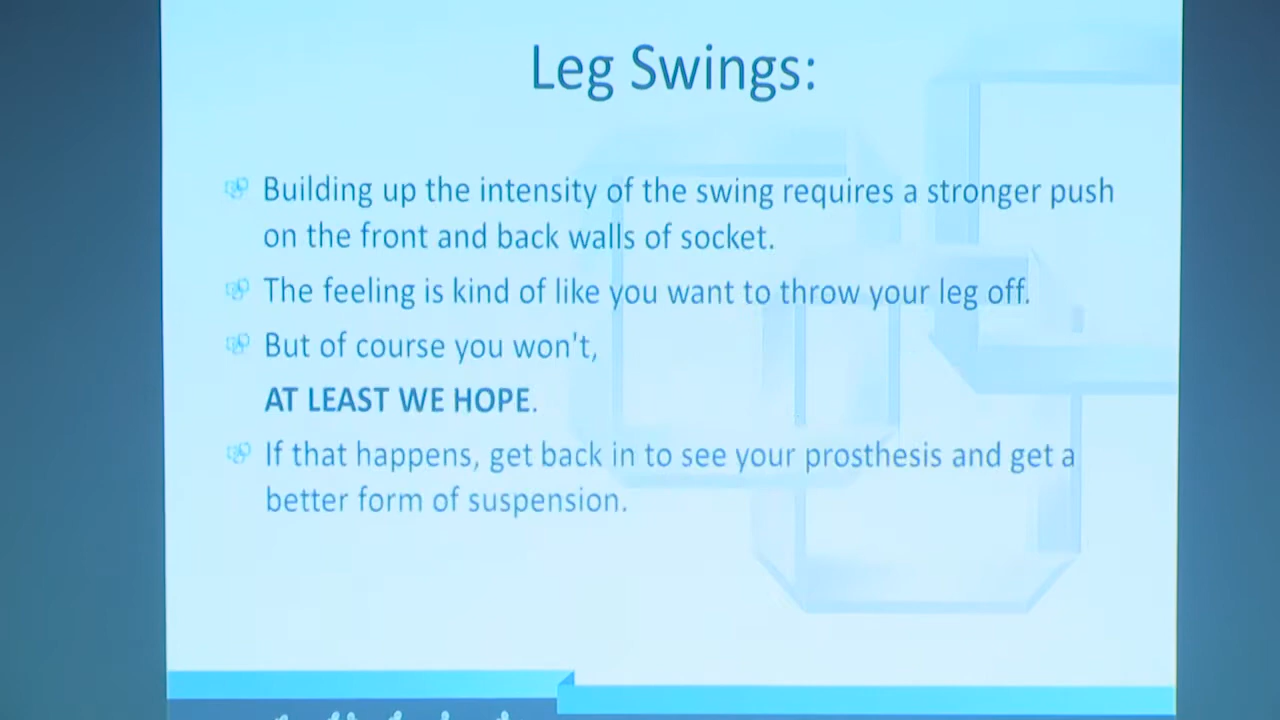 Leg Swings:
Building up the intensity of the swing requires a stronger push
on the front and back walls of socket.
The feeling is kind of like you want to throw your leg off.
But of course you won't,
AT LEAST WE HOPE.
If that happens, get back in to see your prosthesis and get a
better form of suspension.